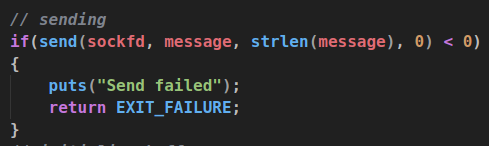 // sending
if(send(sockfd, message, strlen(message), 0) < 0)
{
    puts("Send failed");
    return EXIT_FAILURE;
}